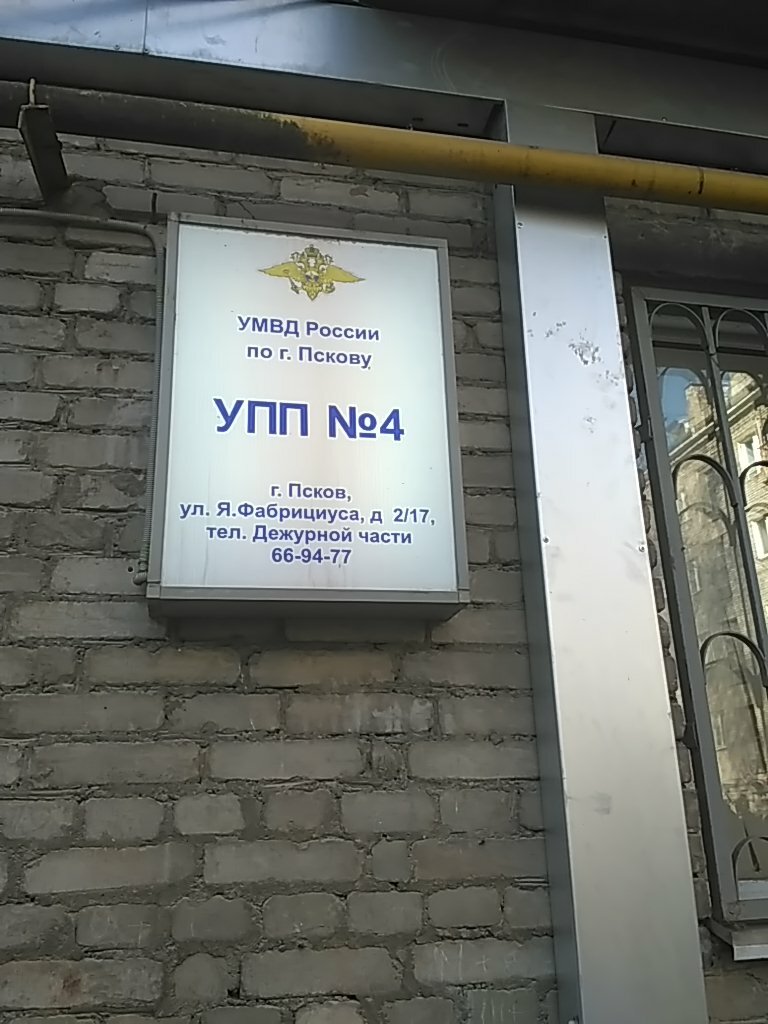 УМВД России
по г. Пскову
УПП №4
г. Псков,
ул. Я.Фабрициуса, д 2/17,
тел. Дежурной части
66-94-77